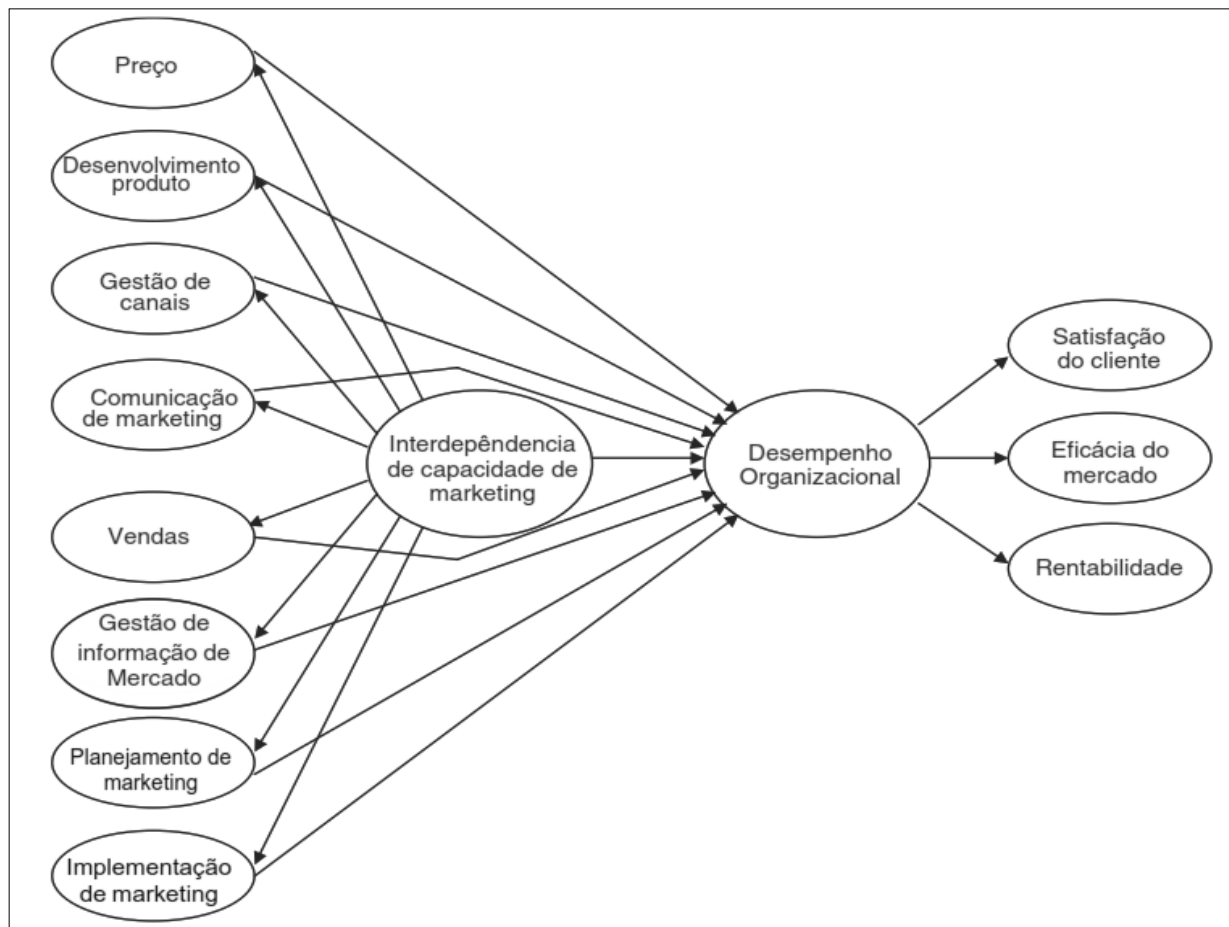 Preço
Desenvolvimento
produto
Gestão de
canais
Comunicação
de marketing
Vendas
Gestão de
informação de
Mercado
Planejamento de
marketing
Implementação
de marketing
Interdepêndencia
de capacidade de
marketing
Desempenho
Organizacional
Satisfação
do cliente
Eficácia do
mercado
Rentabilidade